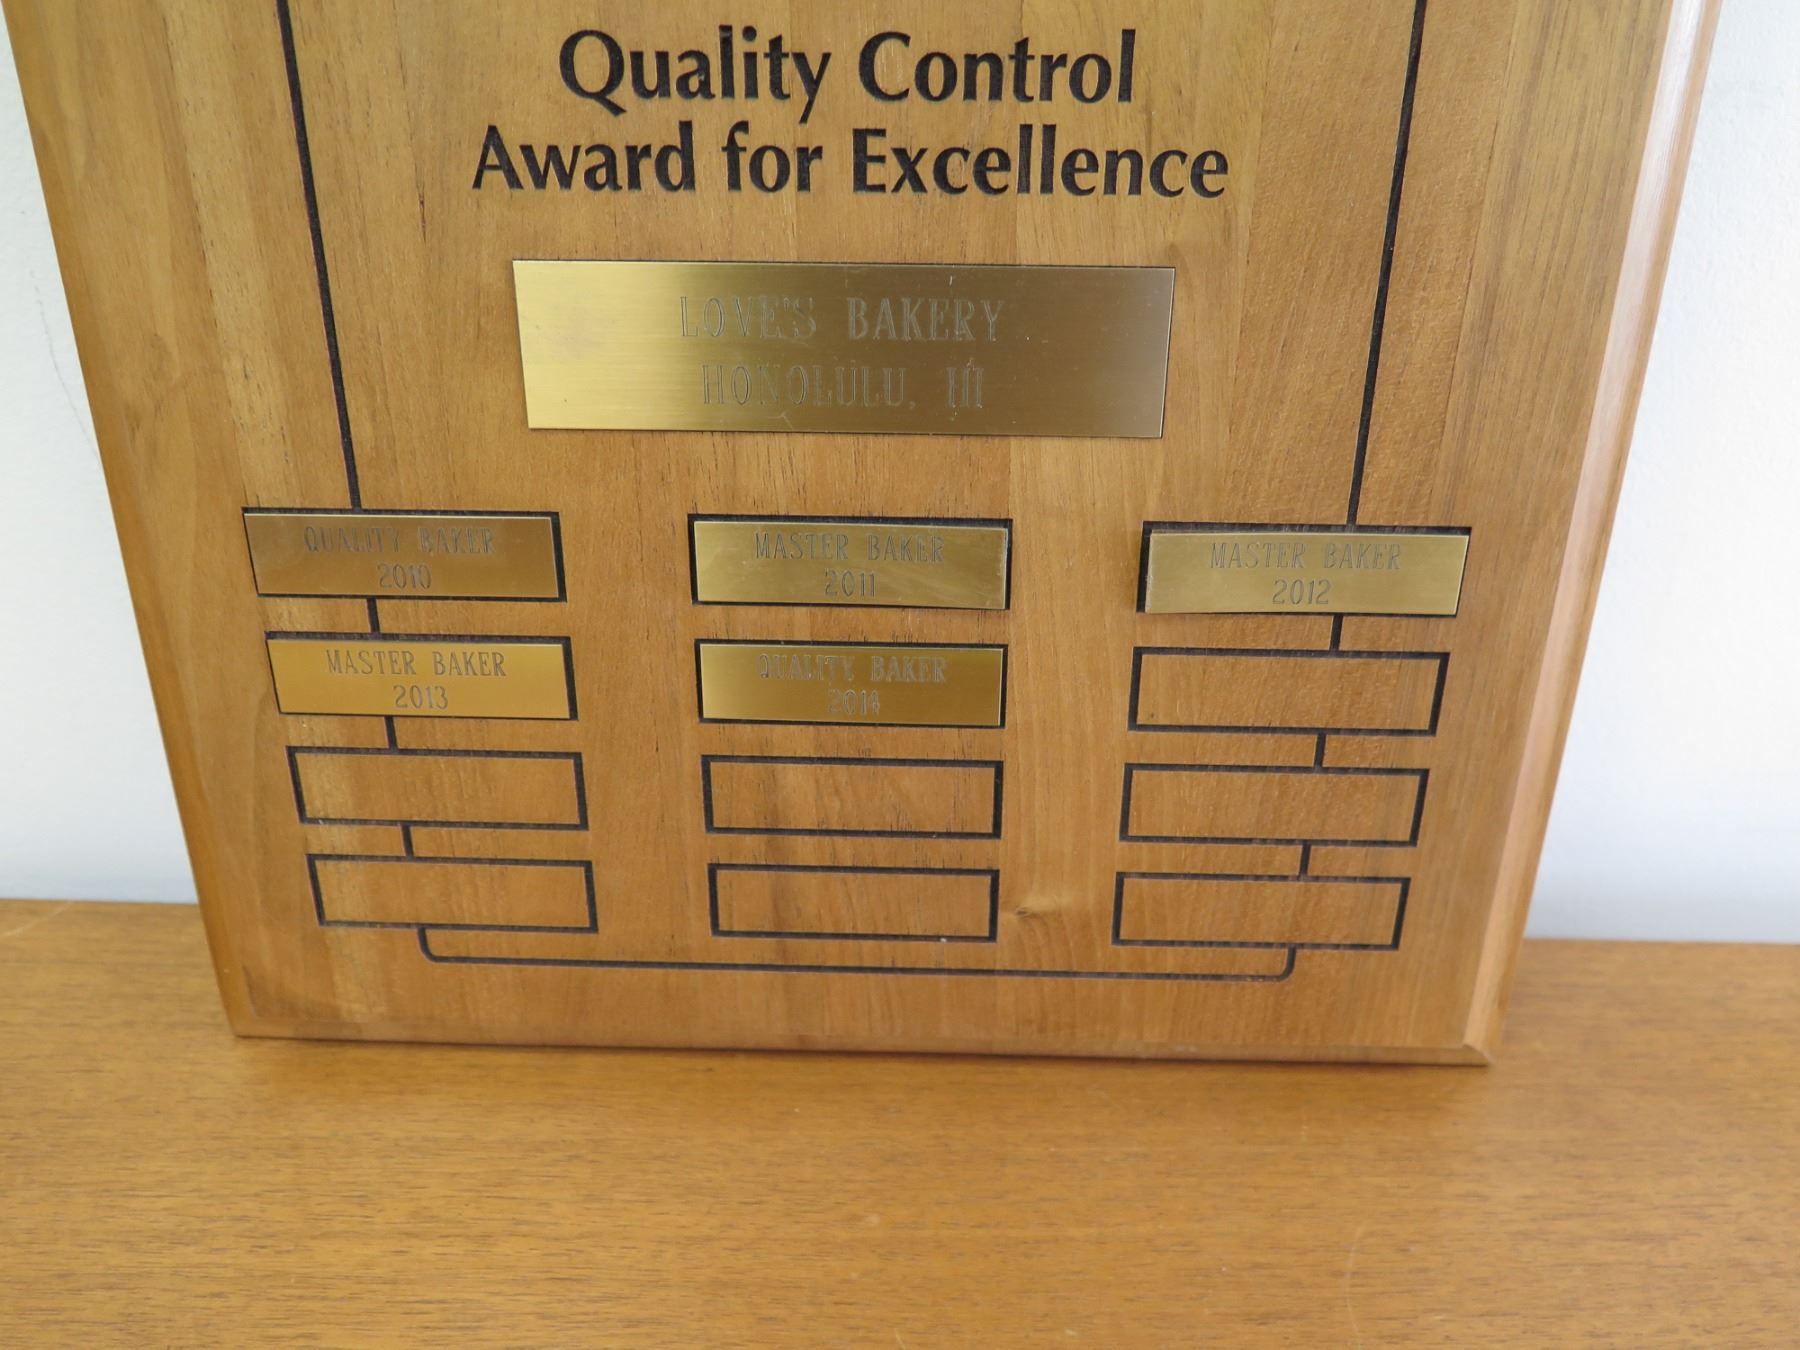 Quality Control
Award for Excellence
LOVE'S BAKERY
HONOLULU, HI
QUALITY BAKER
2010
MASTER BAKER
2011
MASTER BAKER
2012
MASTER BAKER
2013
QUALITY BAKER
2014